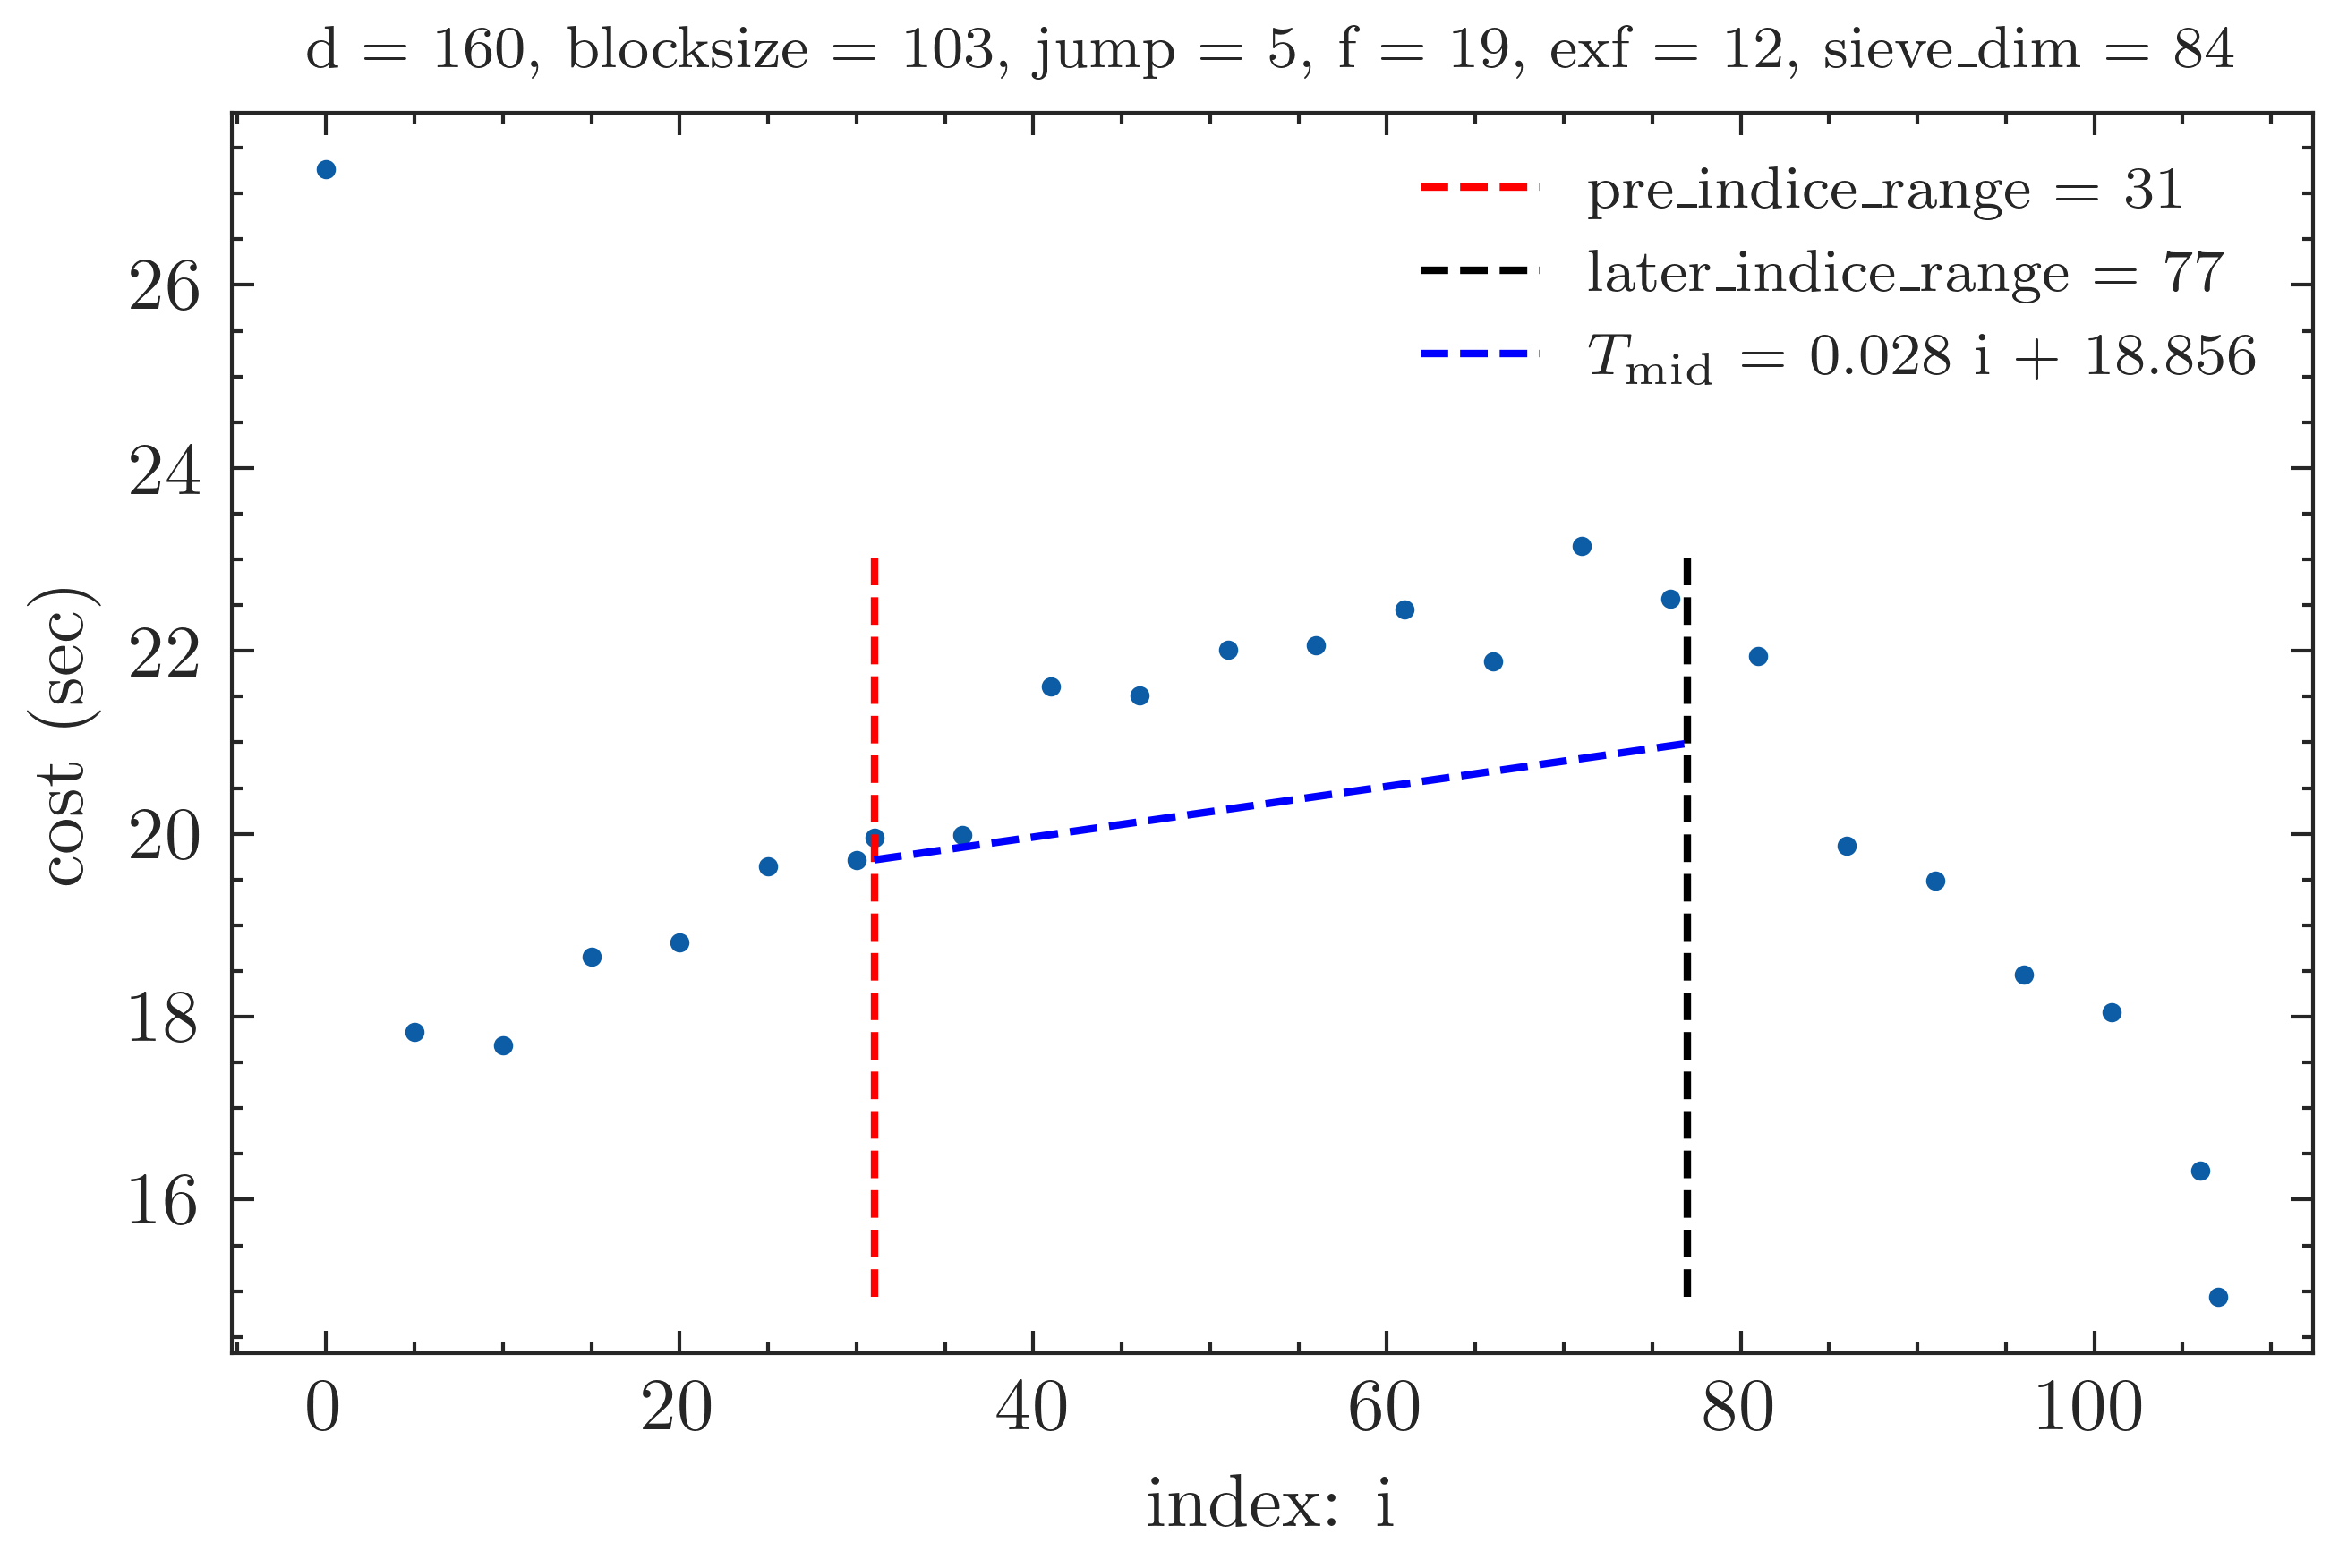 d = 160, blocksize = 103, jump = 5, f = 19, exf = 12, sieve_dim = 84
pre_indice_range = 31
later_indice_range = 77
T_mid = 0.028 i + 18.856
26
24
22
20
18
16
cost (sec)
0 20 40 60 80 100
index: i